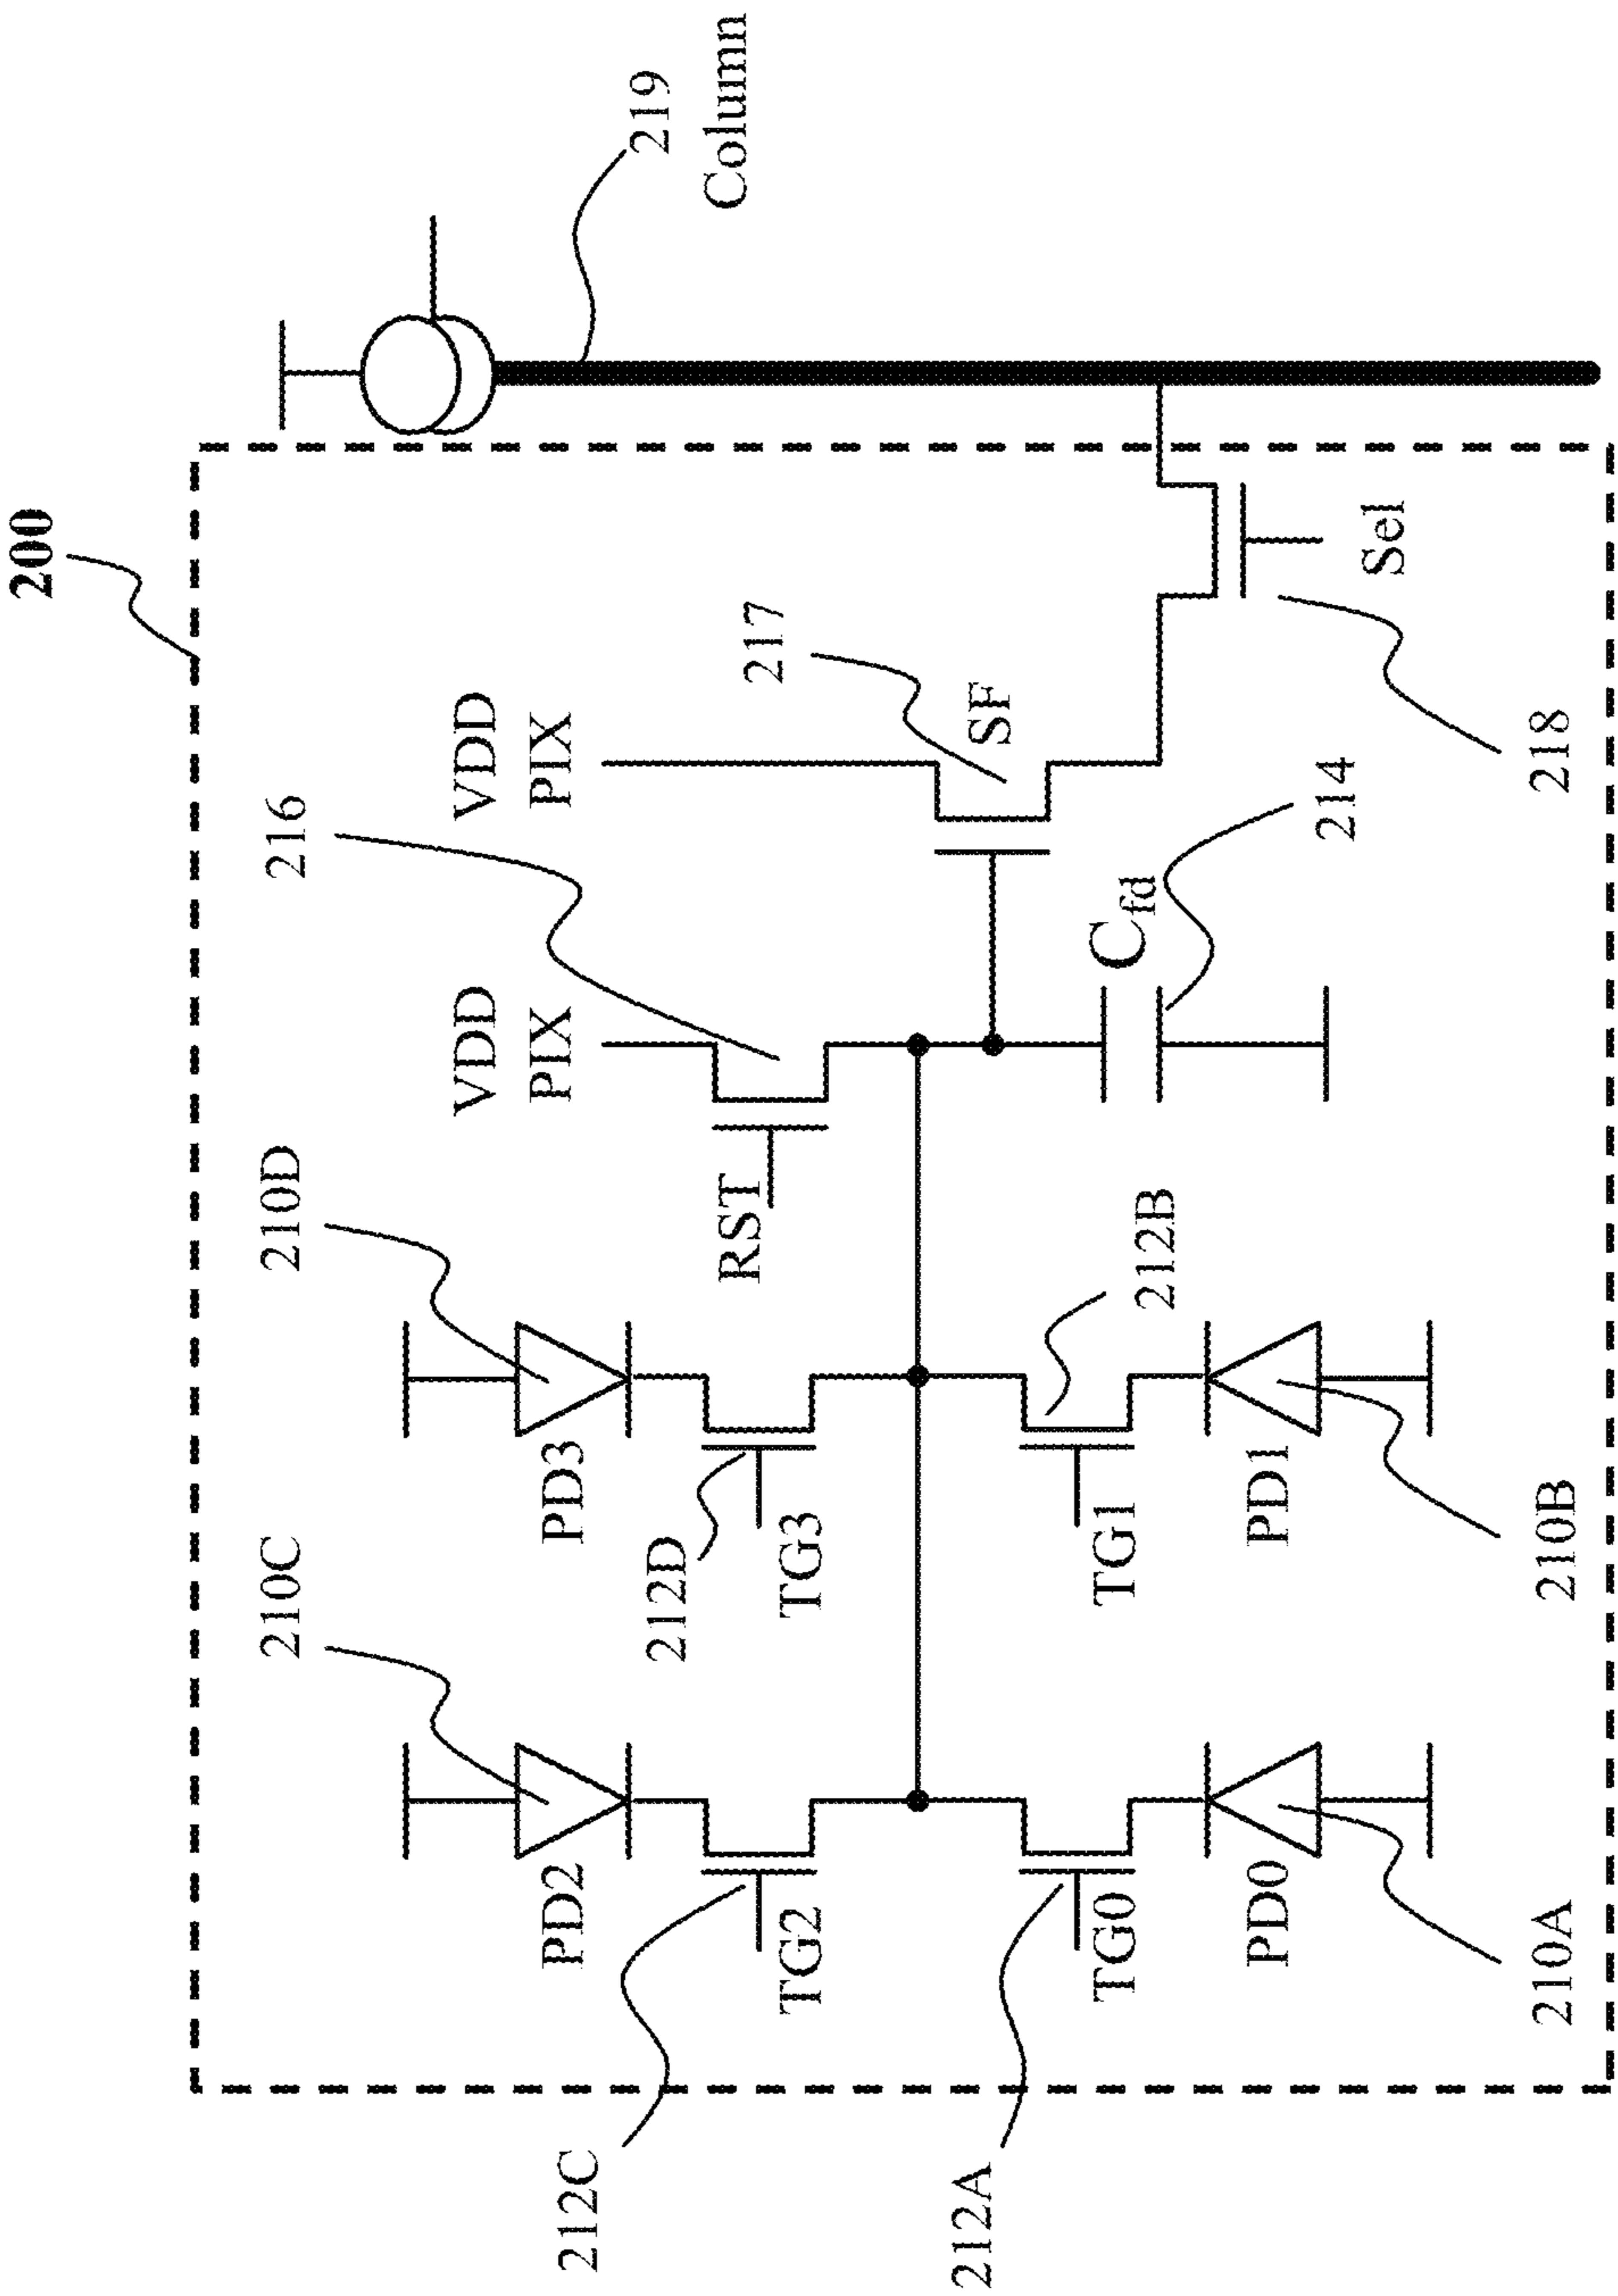 200
219
Column
VDD
PIX
VDD
PIX
216
217
SF
RST
210D
210C
PD3
PD2
212D
TG3
212C
TG2
C_fd
214
Sel
218
212B
TG1
PD1
210B
212A
TG0
PD0
210A